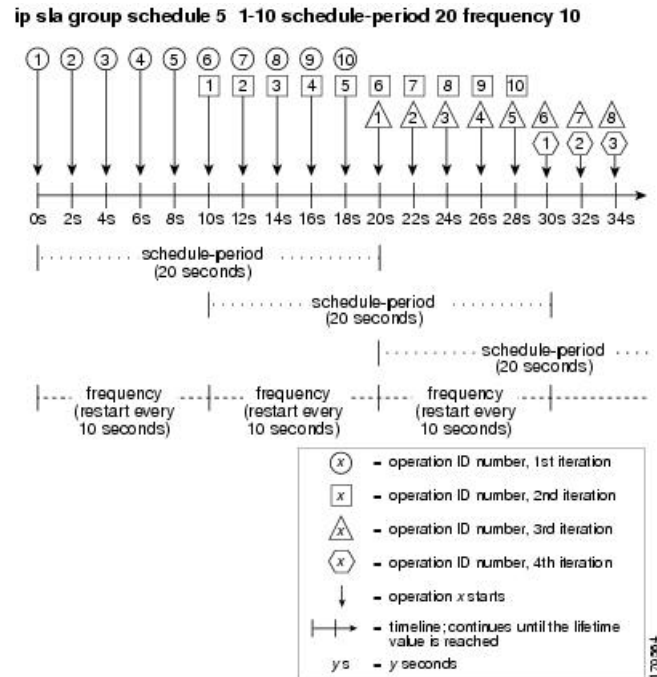 ip sla group schedule 5 1-10 schedule-period 20 frequency 10
1 2 3 4 5 6 7 8 9 10
1 2 3 4 5 6 7 8 9 10
1 2 3 4 5 6 7 8
1 2 3
0s 2s 4s 6s 8s 10s 12s 14s 16s 18s 20s 22s 24s 26s 28s 30s 32s 34s
schedule-period
(20 seconds)
schedule-period
(20 seconds)
schedule-period
(20 seconds)
frequency
(restart every
10 seconds)
frequency
(restart every
10 seconds)
frequency
(restart every
10 seconds)
x = operation ID number, 1st iteration
x = operation ID number, 2nd iteration
x = operation ID number, 3rd iteration
x = operation ID number, 4th iteration
= operation x starts
= timeline; continues until the lifetime
value is reached
y s = y seconds